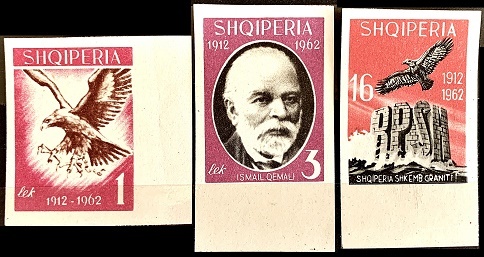 SHQIPERIA
lek 1
1912 - 1962
SHQIPERIA
1912 1962
ISMAIL QEMALI
lek 3
SHQIPERIA
16
1912
1962
RPSH
SHQIPERIA SHKEMB GRANITI!